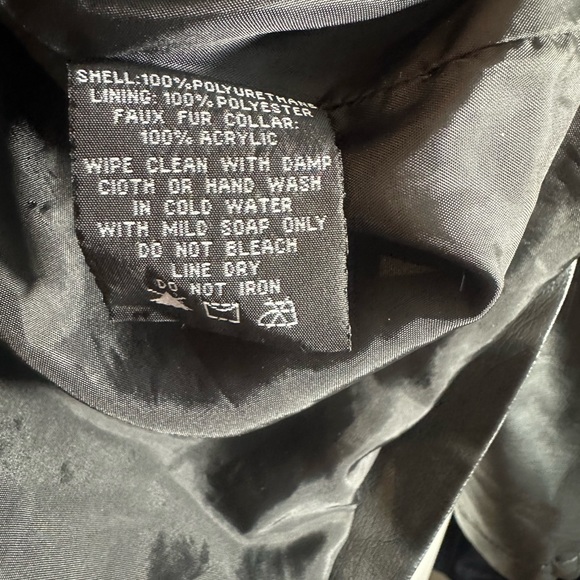 SHELL:100%POLYURETHANE
LINING: 100% POLYESTER
FAUX FUR COLLAR:
100% ACRYLIC
WIPE CLEAN WITH DAMP
CLOTH OR HAND WASH
IN COLD WATER
WITH MILD SOAP ONLY
DO NOT BLEACH
LINE DRY
DO NOT IRON